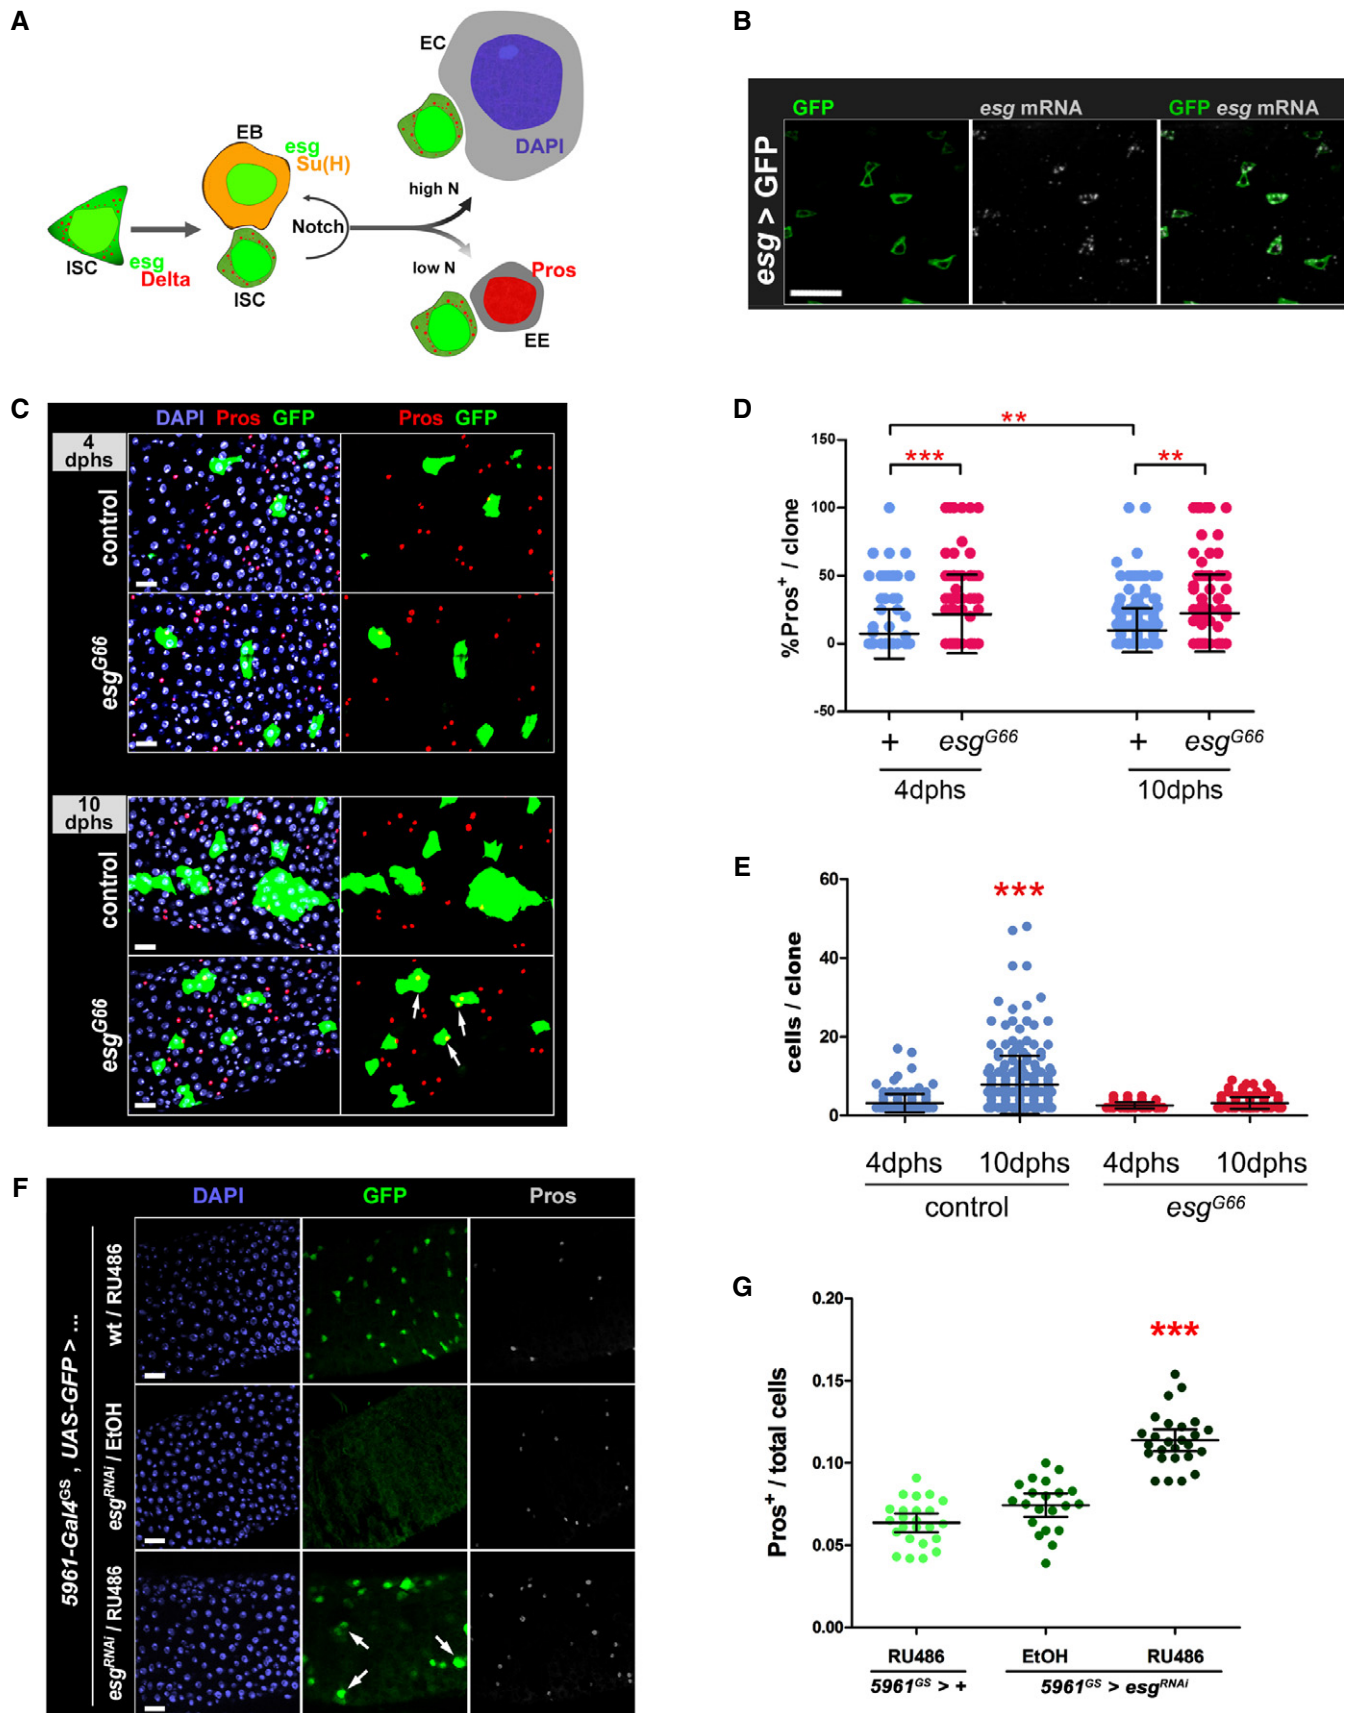 A
EC
DAPI
EB
esg
Su(H)
ISC
esg
Delta
ISC
Notch
high N
low N
Pros
EE
B
GFP
esg mRNA
GFP esg mRNA
esg > GFP
C
DAPI Pros GFP
Pros GFP
4 dphs
control
esgG66
10 dphs
control
esgG66
D
**
***
**
150
100
50
0
-50
%Pros+ / clone
+
esgG66
+
esgG66
4dphs
10dphs
E
***
60
40
20
0
cells / clone
4dphs
10dphs
4dphs
10dphs
control
esgG66
F
DAPI
GFP
Pros
5961-Gal4GS, UAS-GFP > ...
wt / RU486
esgRNAi / EtOH
esgRNAi / RU486
G
***
0.20
0.15
0.10
0.05
0.00
Pros+ / total cells
RU486
EtOH
RU486
5961GS > +
5961GS > esgRNAi